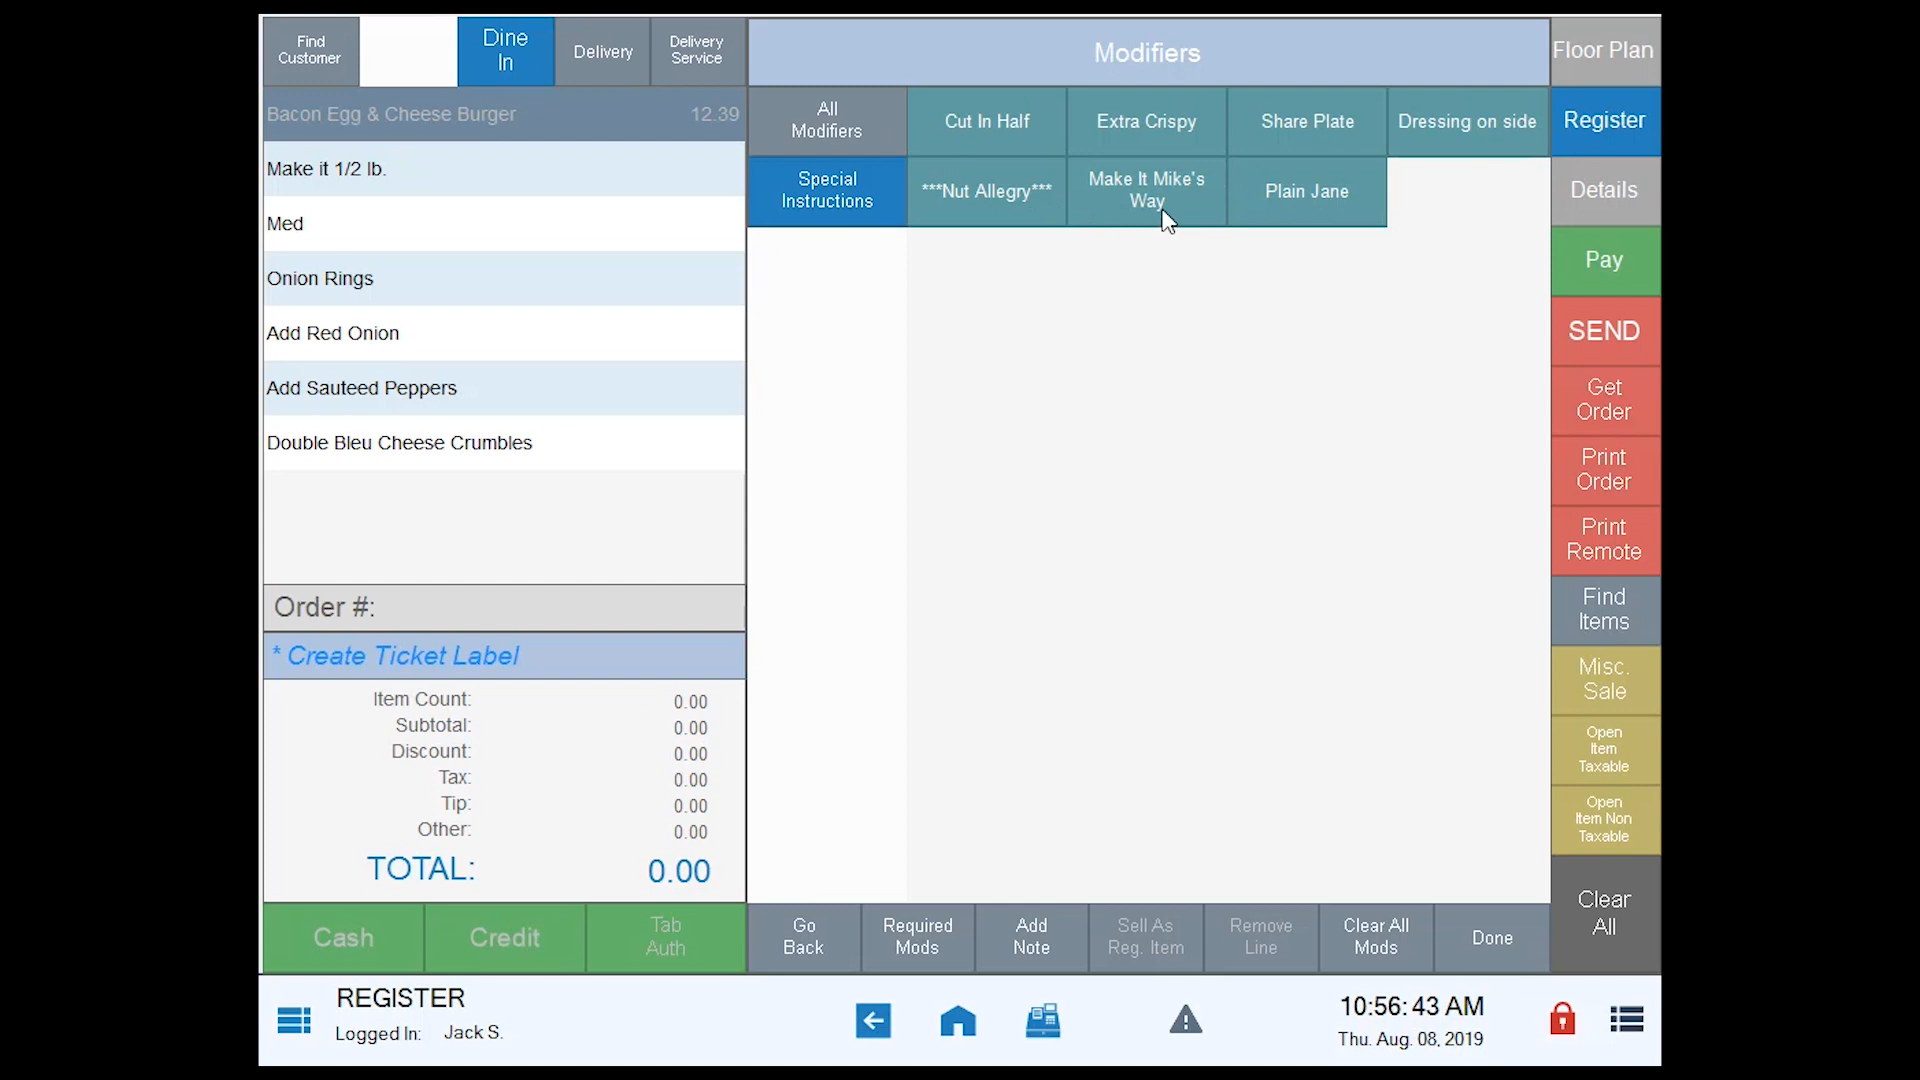 Find
Customer
Dine
In
Delivery
Delivery
Service
Modifiers
Floor Plan
Bacon Egg & Cheese Burger 12.39
Make it 1/2 lb.
Med
Onion Rings
Add Red Onion
Add Sauteed Peppers
Double Bleu Cheese Crumbles
All
Modifiers
Cut In Half
Extra Crispy
Share Plate
Dressing on side
Special
Instructions
***Nut Allegry***
Make It Mike's
Way
Plain Jane
Register
Details
Pay
SEND
Get
Order
Print
Order
Print
Remote
Find
Items
Misc.
Sale
Open
Item
Taxable
Open
Item Non
Taxable
Clear
All
Order #:
* Create Ticket Label
Item Count: 0.00
Subtotal: 0.00
Discount: 0.00
Tax: 0.00
Tip: 0.00
Other: 0.00
TOTAL: 0.00
Cash
Credit
Tab
Auth
Go
Back
Required
Mods
Add
Note
Sell As
Reg. Item
Remove
Line
Clear All
Mods
Done
REGISTER
Logged In: Jack S.
10:56:43 AM
Thu. Aug. 08, 2019